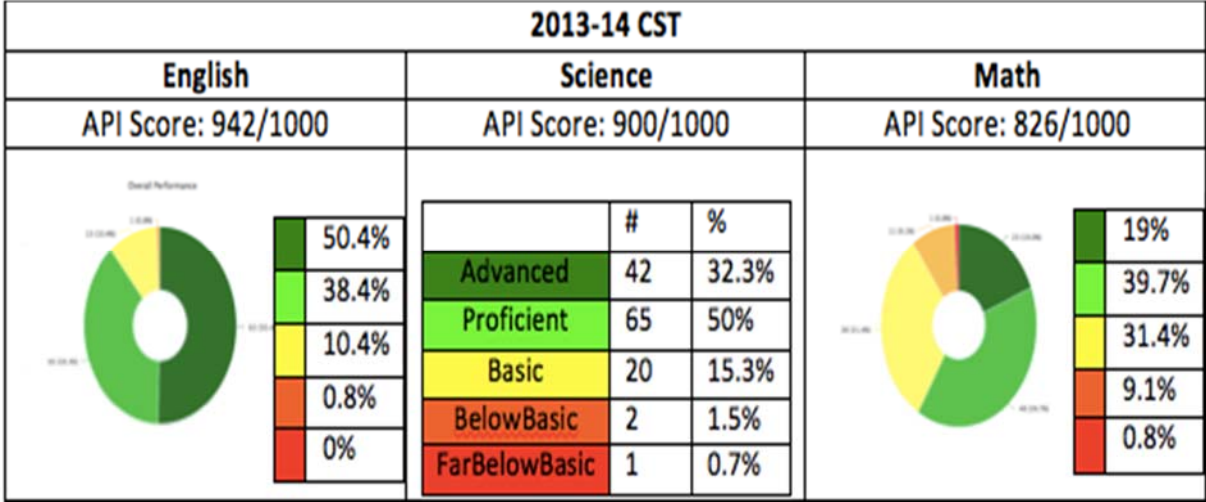 2013-14 CST
English
Science
Math
API Score: 942/1000
API Score: 900/1000
API Score: 826/1000
Overall Performance
50.4%
38.4%
10.4%
0.8%
0%
# %
Advanced 42 32.3%
Proficient 65 50%
Basic 20 15.3%
BelowBasic 2 1.5%
FarBelowBasic 1 0.7%
19%
39.7%
31.4%
9.1%
0.8%